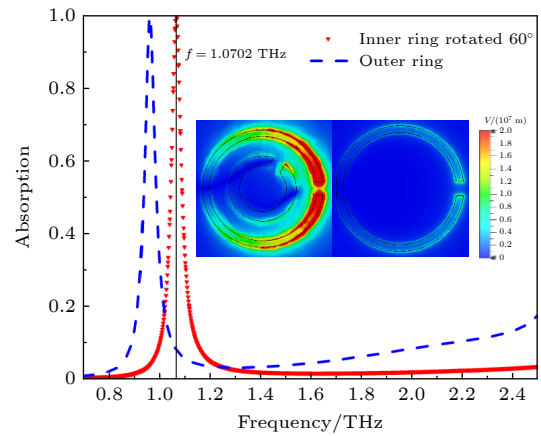 1.0
0.8
0.6
0.4
0.2
0
Absorption
f = 1.0702 THz
Inner ring rotated 60°
Outer ring
V/(10⁷ m)
2.0
1.8
1.6
1.4
1.2
1.0
0.8
0.6
0.4
0.2
0
0.8 1.0 1.2 1.4 1.6 1.8 2.0 2.2 2.4
Frequency/THz